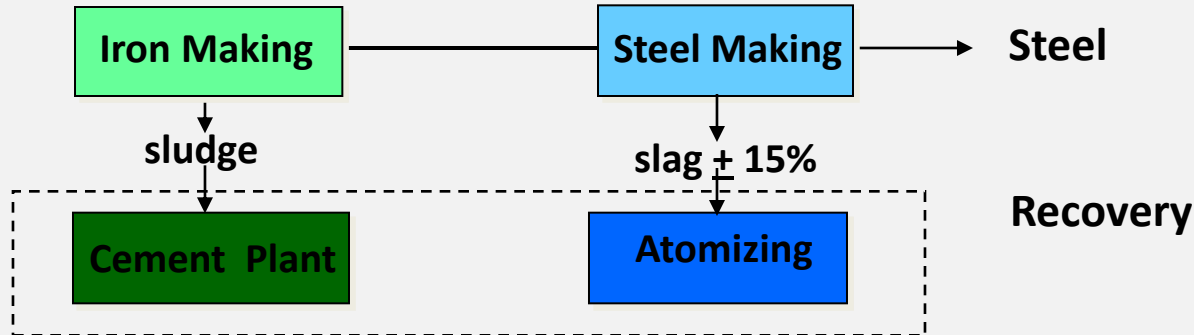 Iron Making
Steel Making
Steel
sludge
slag ± 15%
Recovery
Cement Plant
Atomizing